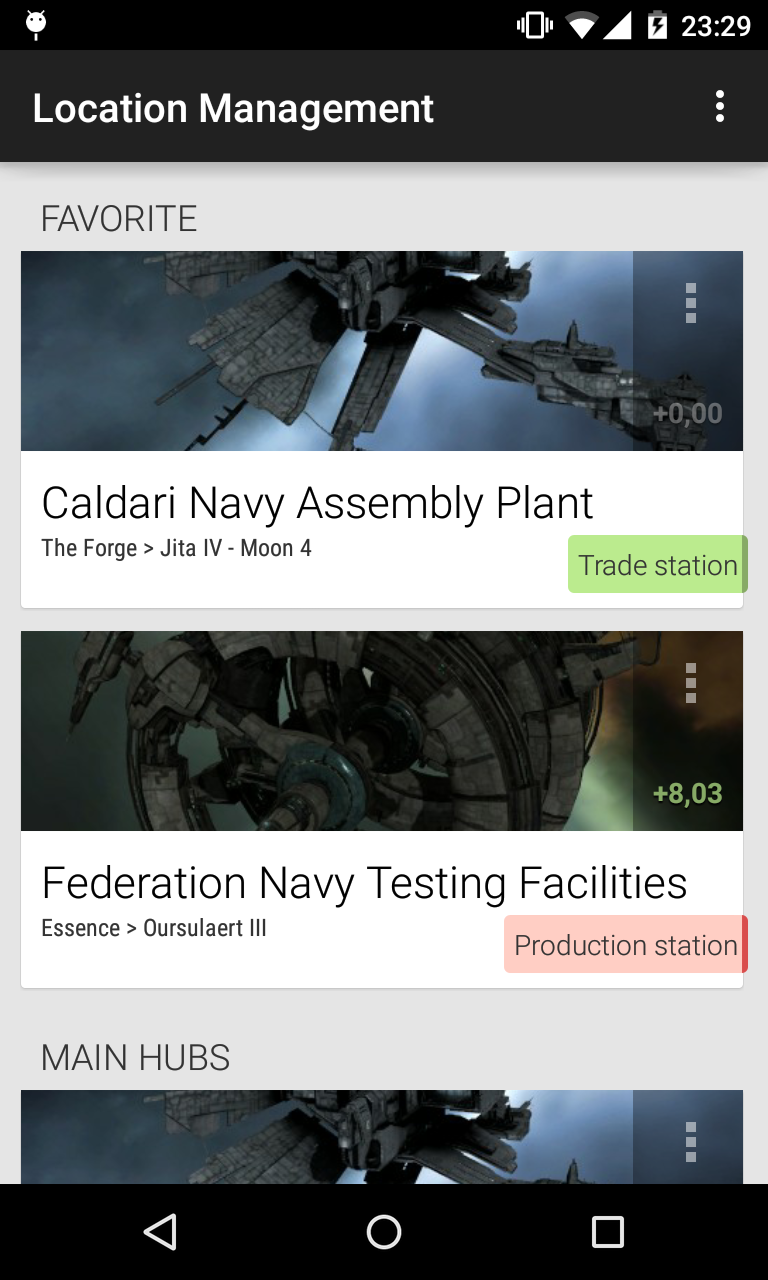 23:29
Location Management
FAVORITE
+0,00
Caldari Navy Assembly Plant
The Forge > Jita IV - Moon 4
Trade station
+8,03
Federation Navy Testing Facilities
Essence > Oursulaert III
Production station
MAIN HUBS